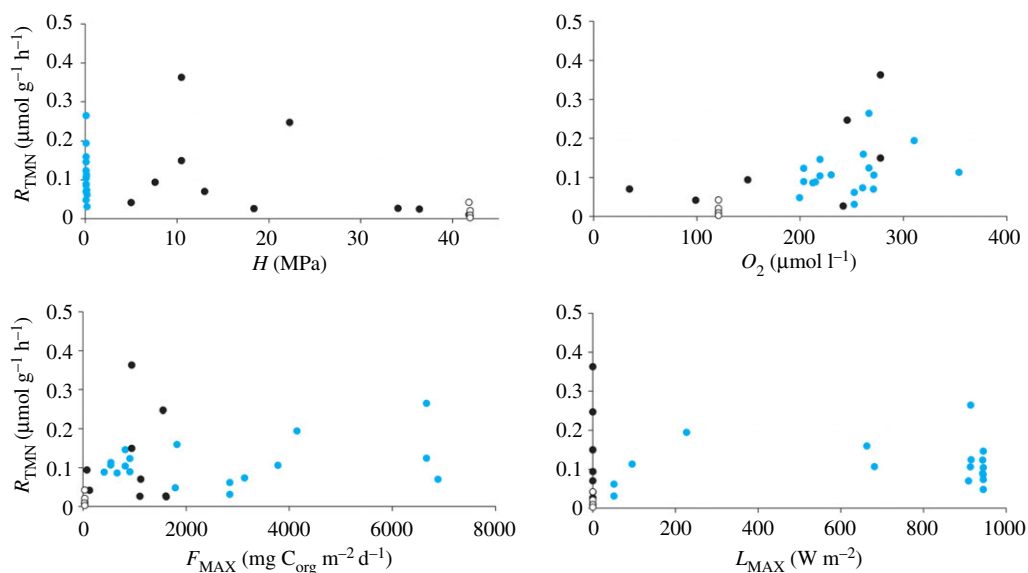 0.5
0.4
0.3
0.2
0.1
0
R_TMN (µmol g⁻¹ h⁻¹)
0 10 20 30 40
H (MPa)
0.5
0.4
0.3
0.2
0.1
0
0 100 200 300 400
O₂ (µmol l⁻¹)
0.5
0.4
0.3
0.2
0.1
0
R_TMN (µmol g⁻¹ h⁻¹)
0 2000 4000 6000 8000
F_MAX (mg C_org m⁻² d⁻¹)
0.5
0.4
0.3
0.2
0.1
0
0 200 400 600 800 1000
L_MAX (W m⁻²)